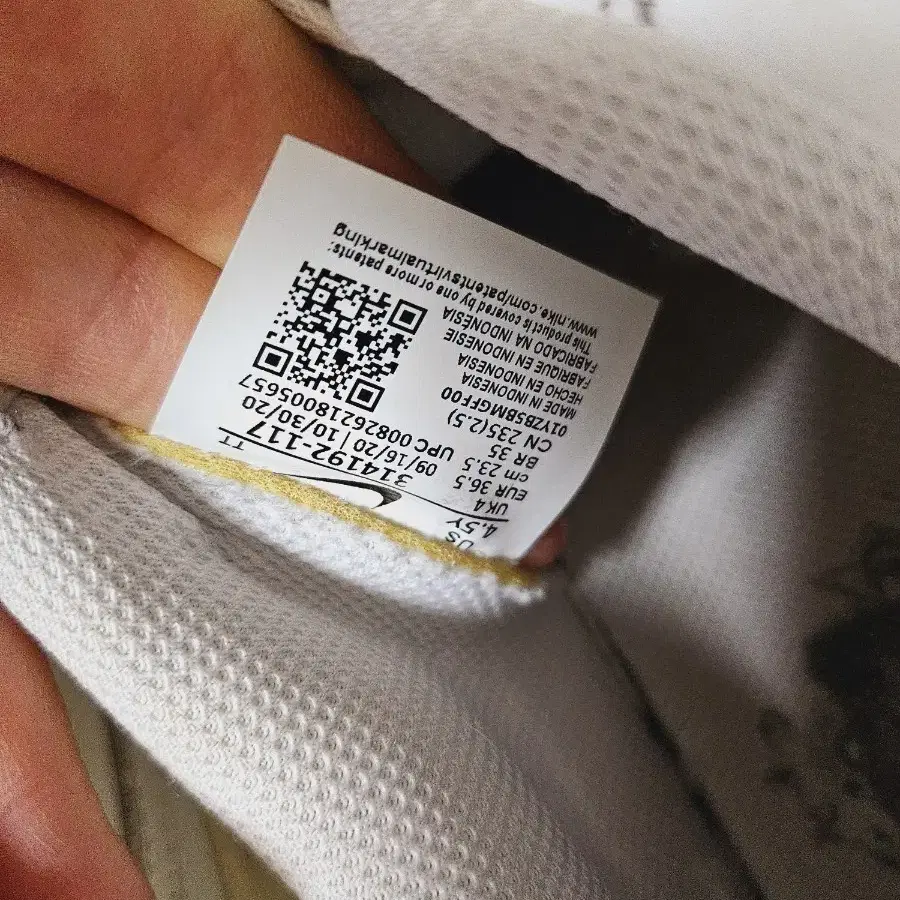 US
4.5Y
UK 4
EUR 36.5
cm 23.5
BR 35
CN 235(2.5)
01YZBSBMGFF00
MADE IN INDONESIA
HECHO EN INDONESIA
FABRIQUE EN INDONESIE
FABRICADO NA INDONESIA
This product is covered by one or more patents:
www.nike.com/patentsvirtualmarking
314192-117 TT
09/16/20 | 10/30/20
UPC 00826218005657